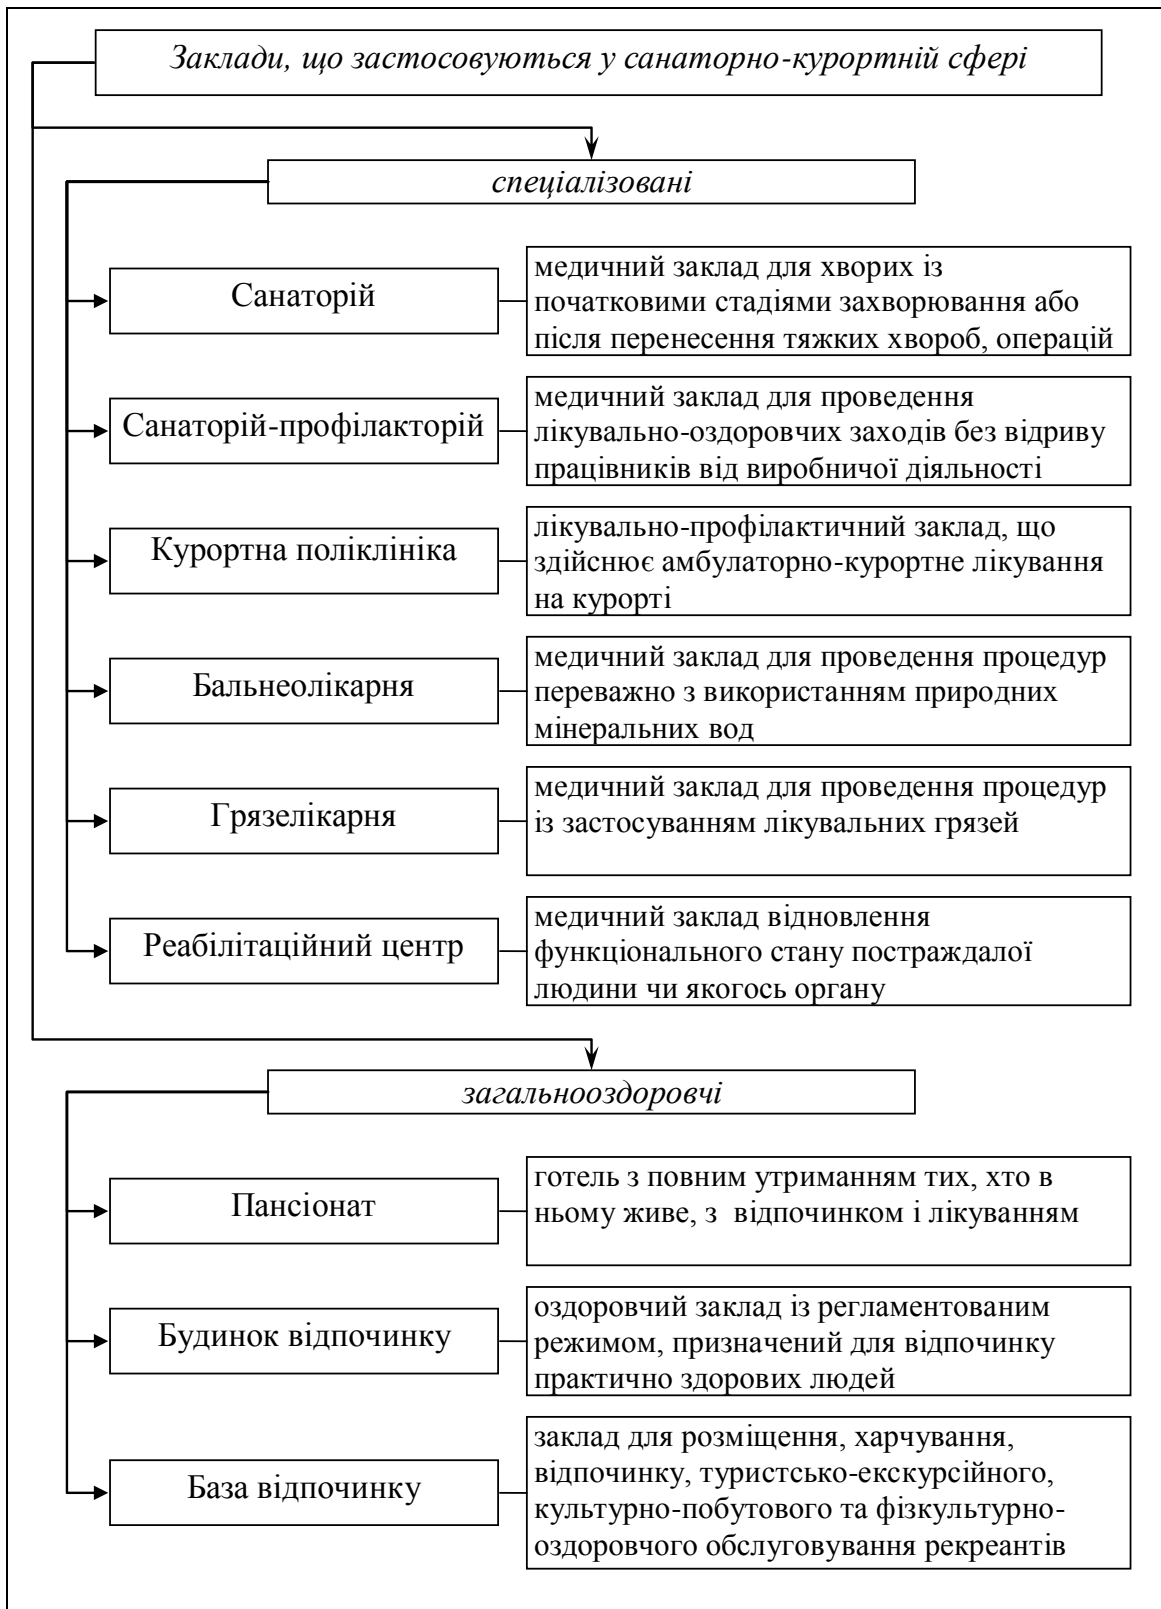 Заклади, що застосовуються у санаторно-курортній сфері
спеціалізовані
Санаторій
медичний заклад для хворих із
початковими стадіями захворювання або
після перенесення тяжких хвороб, операцій
Санаторій-профілакторій
медичний заклад для проведення
лікувально-оздоровчих заходів без відриву
працівників від виробничої діяльності
Курортна поліклініка
лікувально-профілактичний заклад, що
здійснює амбулаторно-курортне лікування
на курорті
Бальнеолікарня
медичний заклад для проведення процедур
переважно з використанням природних
мінеральних вод
Грязелікарня
медичний заклад для проведення процедур
із застосуванням лікувальних грязей
Реабілітаційний центр
медичний заклад відновлення
функціонального стану постраждалої
людини чи якогось органу
загальнооздоровчі
Пансіонат
готель з повним утриманням тих, хто в
ньому живе, з відпочинком і лікуванням
Будинок відпочинку
оздоровчий заклад із регламентованим
режимом, призначений для відпочинку
практично здорових людей
База відпочинку
заклад для розміщення, харчування,
відпочинку, туристсько-екскурсійного,
культурно-побутового та фізкультурно-
оздоровчого обслуговування рекреантів